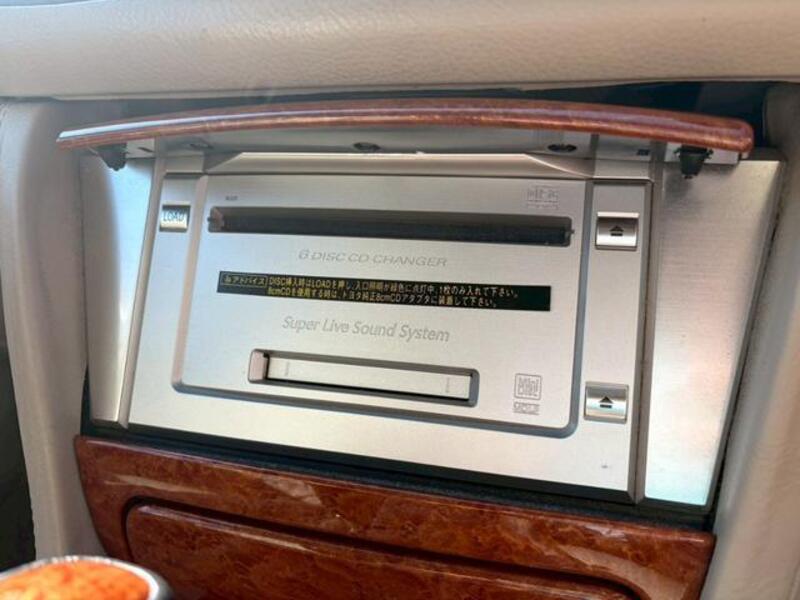 LOAD
DISC
6 DISC CD CHANGER
アドバイス DISC挿入時はLOADを押し、入口照明が緑色に点灯中、1枚のみ入れて下さい。
8cmCDを使用する時は、トヨタ純正8cmCDアダプタに装着して下さい。
Super Live Sound System
Mini
DISC